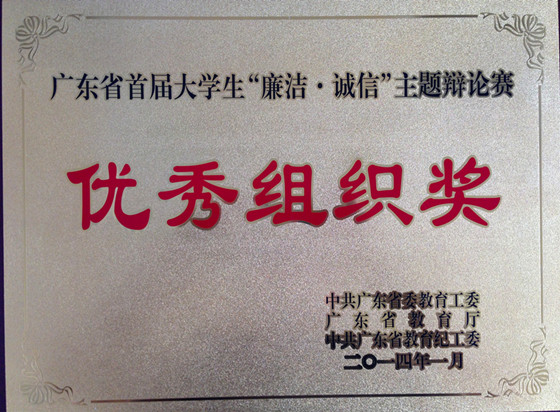 广东省首届大学生“廉洁·诚信”主题辩论赛
优秀组织奖
中共广东省委教育工委
广东省教育厅
中共广东省教育纪工委
二〇一四年一月